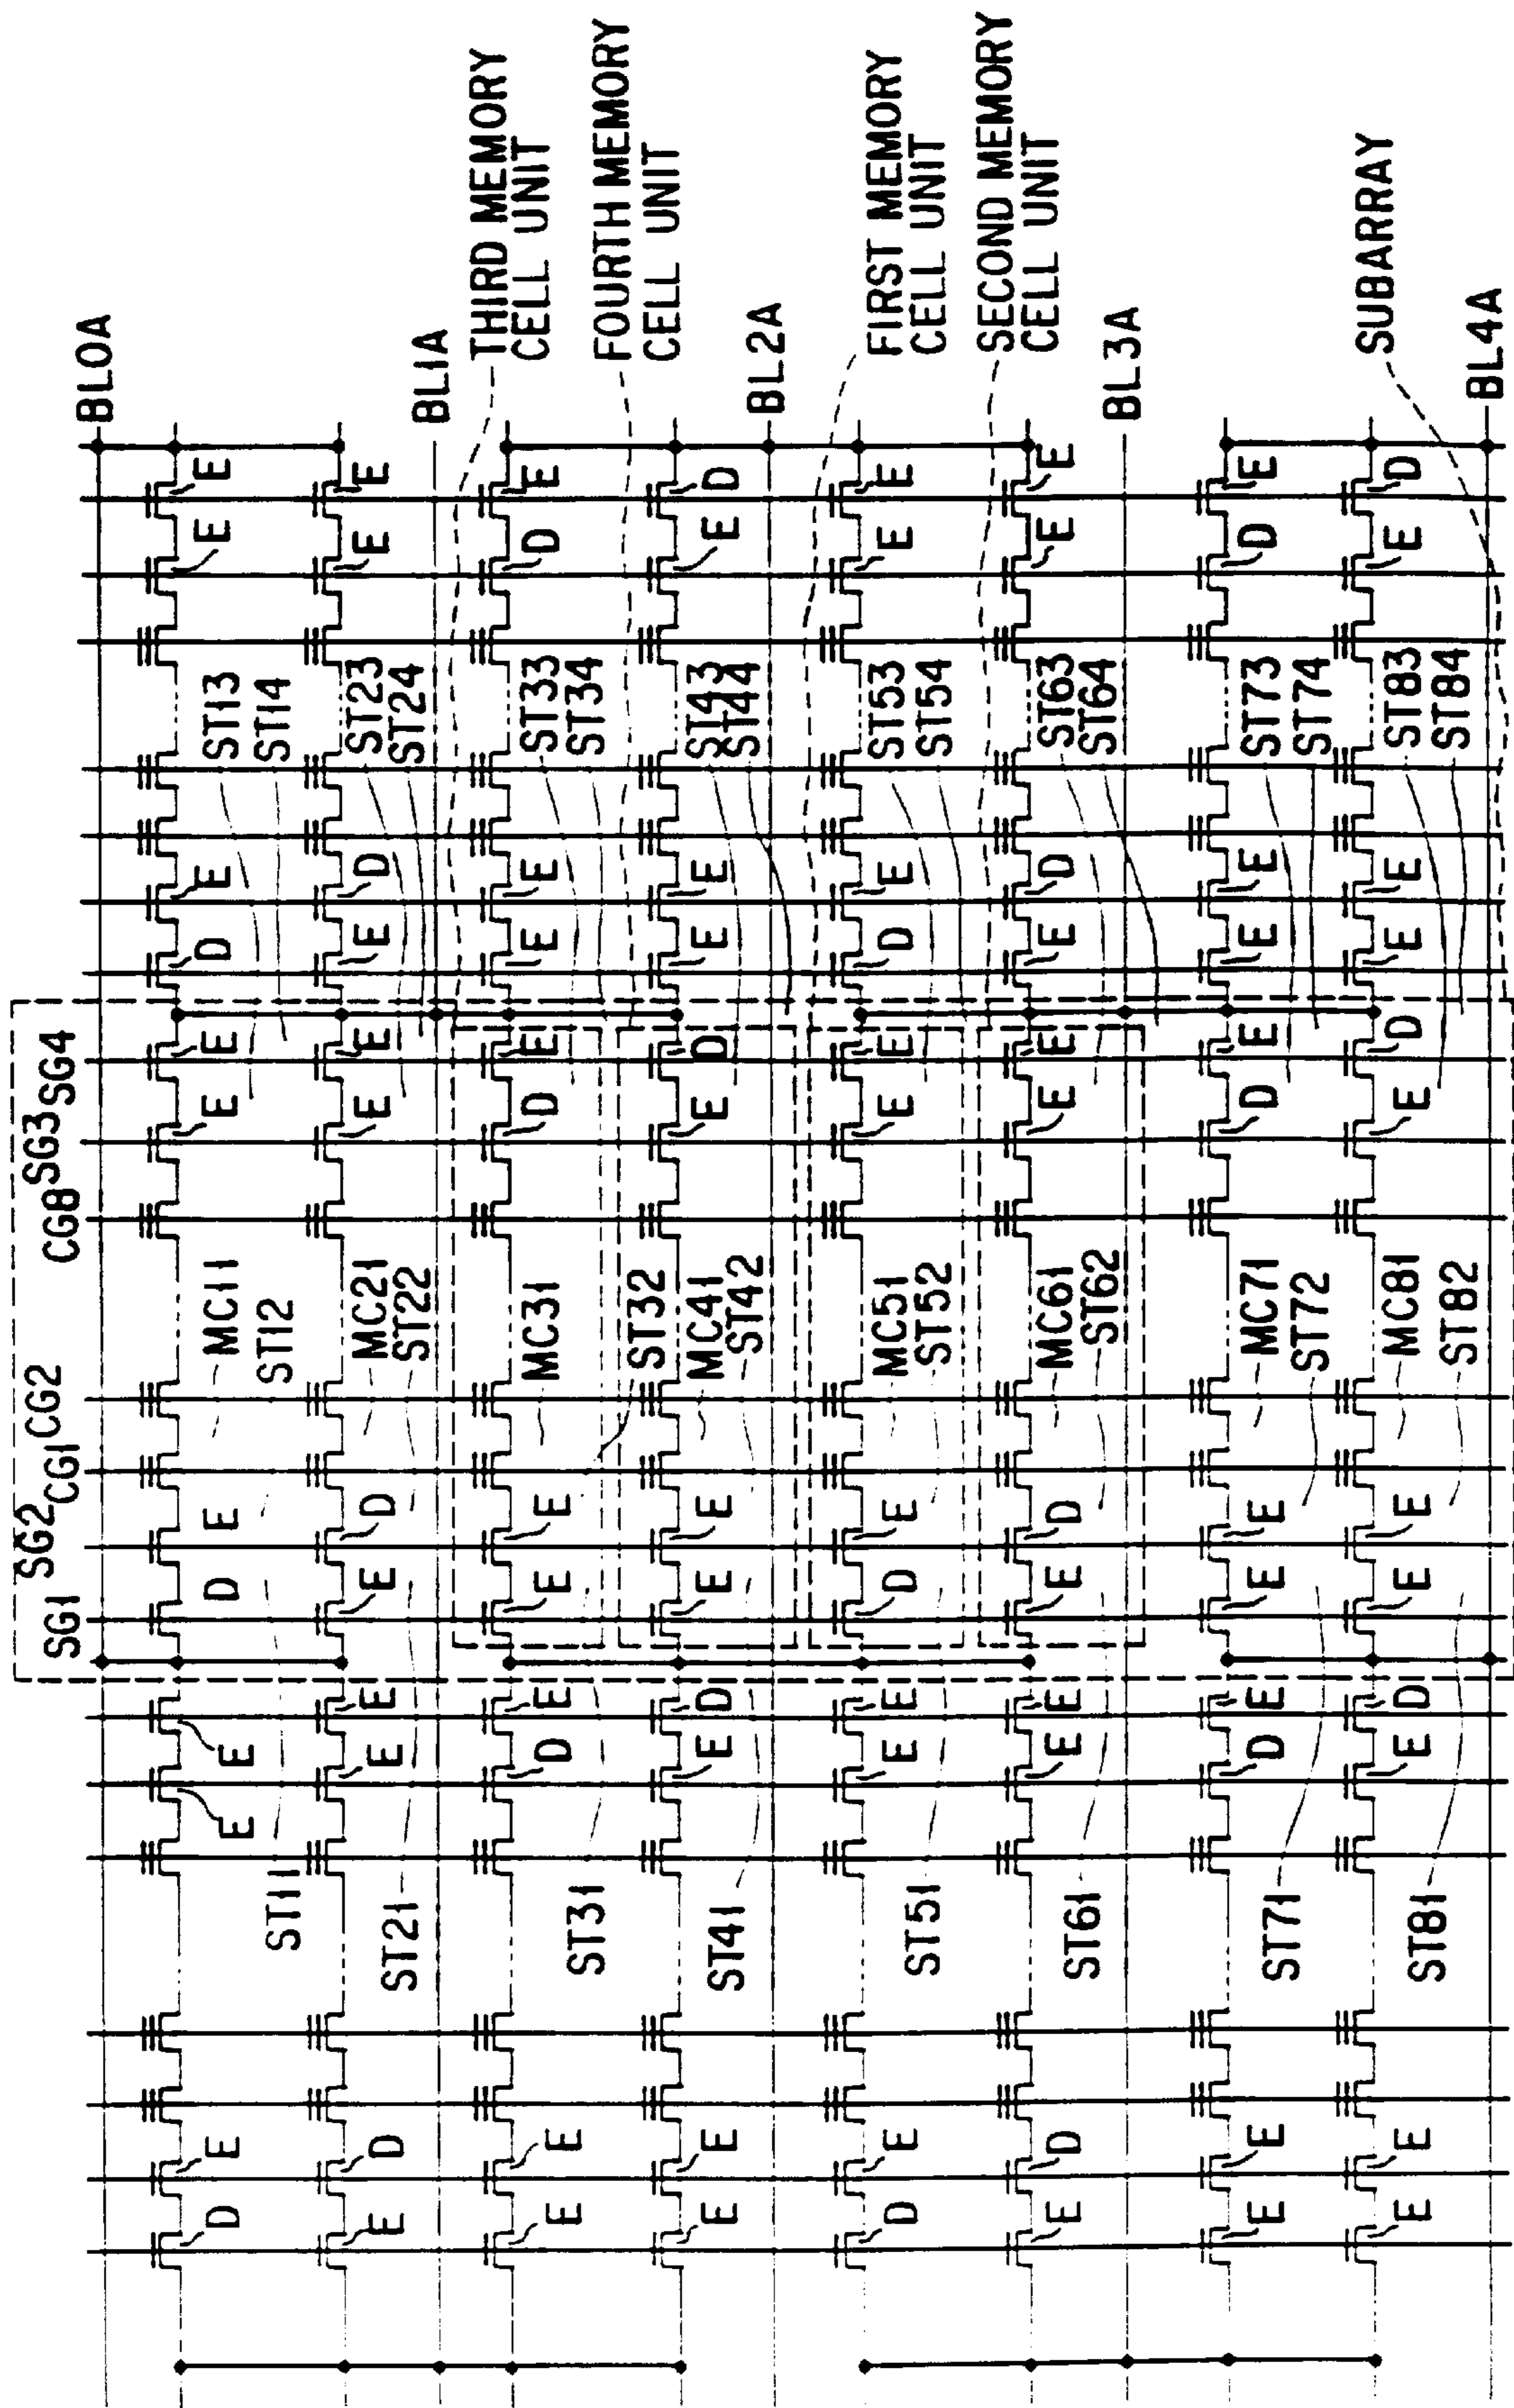 BL0A
E
E
E
E
BL1A
THIRD MEMORY
CELL UNIT
E
D
FOURTH MEMORY
CELL UNIT
D
E
BL2A
FIRST MEMORY
CELL UNIT
E
E
SECOND MEMORY
CELL UNIT
E
E
BL3A
E
D
SUBARRAY
D
E
BL4A
ST13
ST14
E
D
ST23
ST24
D
E
ST33
ST34
E
E
ST43
ST44
E
E
ST53
ST54
E
D
ST63
ST64
D
E
ST73
ST74
E
E
ST83
ST84
E
E
SG1
SG2
CG1
CG2
CG8
SG3
SG4
E
E
MC11
ST12
E
D
E
E
MC21
ST22
D
E
E
D
MC31
ST32
E
E
D
E
MC41
ST42
E
E
E
E
MC51
ST52
E
D
E
E
MC61
ST62
D
E
E
D
MC71
ST72
E
E
D
E
MC81
ST82
E
E
E
E
ST11
E
D
E
E
ST21
D
E
E
D
ST31
E
E
D
E
ST41
E
E
E
E
ST51
E
D
E
E
ST61
D
E
E
D
ST71
E
E
D
E
ST81
E
E